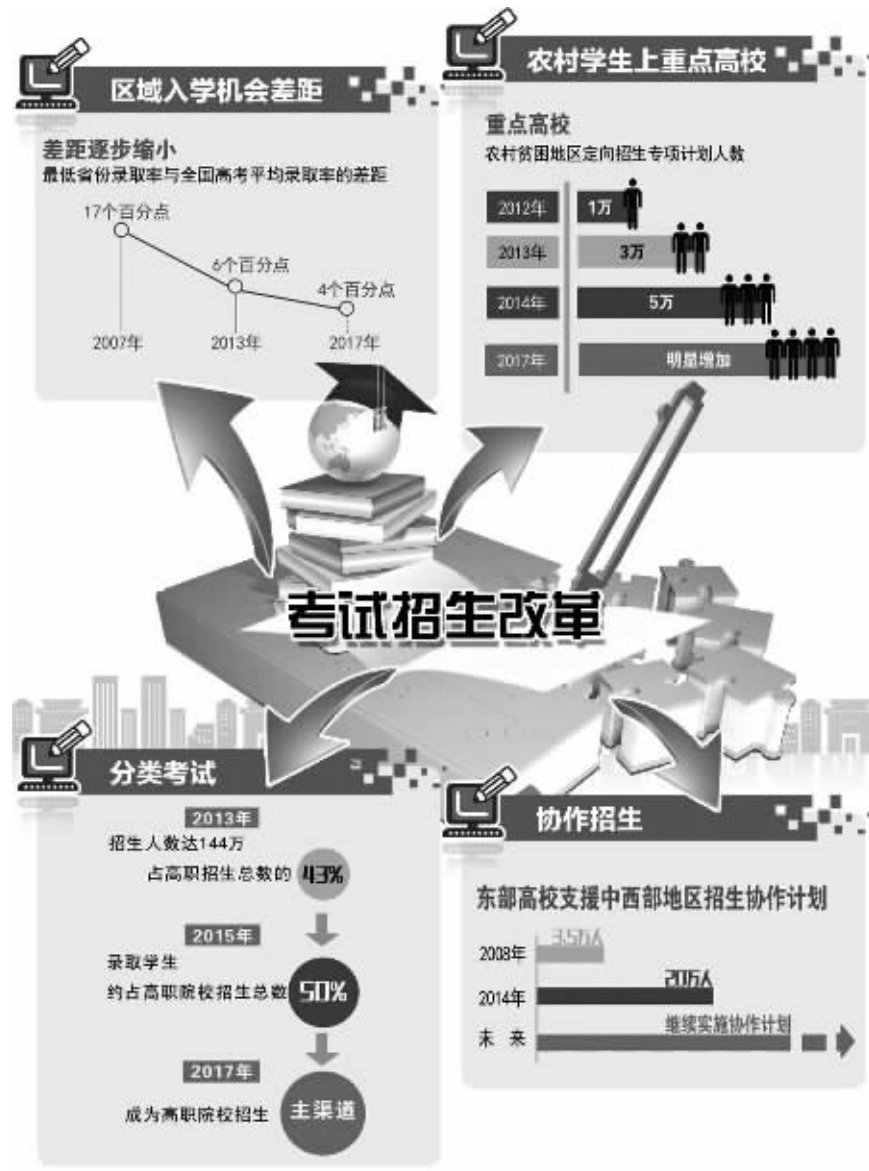 区域入学机会差距
差距逐步缩小
最低省份录取率与全国高考平均录取率的差距
17个百分点
6个百分点
4个百分点
2007年
2013年
2017年
农村学生上重点高校
重点高校
农村贫困地区定向招生专项计划人数
2012年
1万
2013年
3万
2014年
5万
2017年
明显增加
考试招生改革
分类考试
2013年
招生人数达144万
占高职招生总数的 43%
2015年
录取学生
约占高职院校招生总数 50%
2017年
成为高职院校招生 主渠道
协作招生
东部高校支援中西部地区招生协作计划
2008年
3.5万人
2014年
20万人
未 来
继续实施协作计划